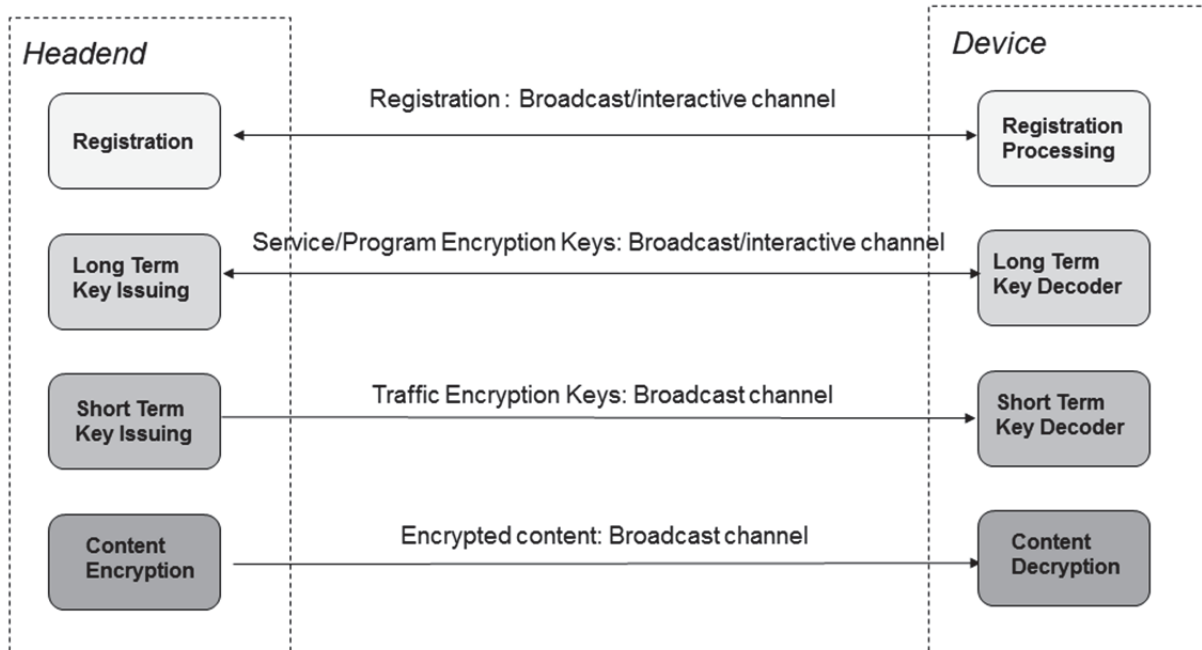 Headend
Device
Registration : Broadcast/interactive channel
Registration
Registration
Processing
Service/Program Encryption Keys: Broadcast/interactive channel
Long Term
Key Issuing
Long Term
Key Decoder
Traffic Encryption Keys: Broadcast channel
Short Term
Key Issuing
Short Term
Key Decoder
Encrypted content: Broadcast channel
Content
Encryption
Content
Decryption